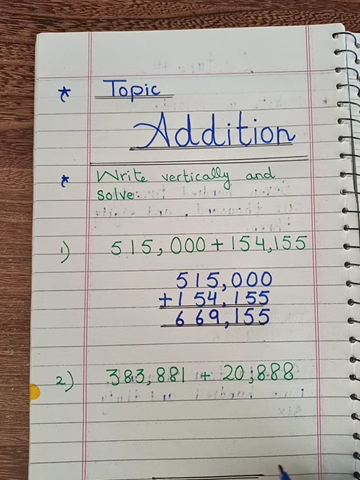 * Topic
Addition
* Write vertically and
solve:
1) 515,000 + 154,155
515,000
+154,155
669,155
2) 383,881 + 20,888